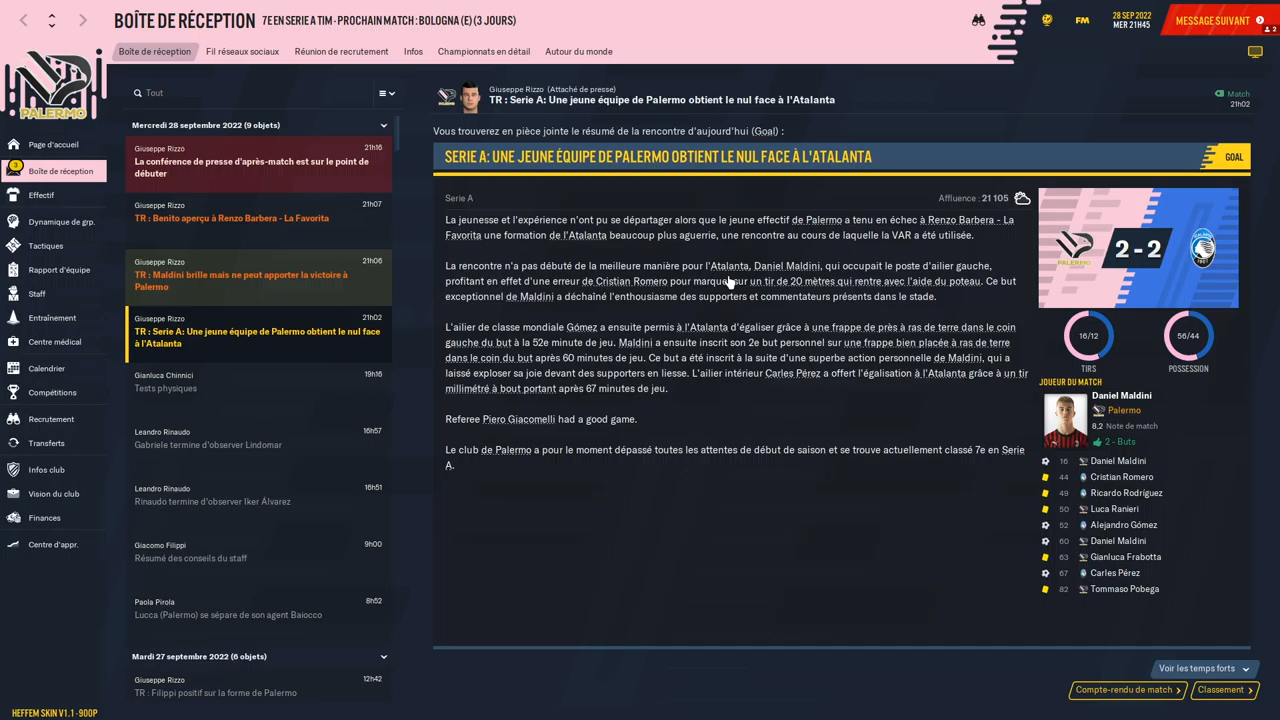 BOÎTE DE RÉCEPTION 7E EN SERIE A TIM - PROCHAIN MATCH : BOLOGNA (E) (3 JOURS)
FM
28 SEP 2022
MER 21H45
MESSAGE SUIVANT
2
Boîte de réception Fil réseaux sociaux Réunion de recrutement Infos Championnats en détail Autour du monde
PALERMO
Page d'accueil
3
Boîte de réception
Effectif
Dynamique de grp.
Tactiques
Rapport d'équipe
Staff
Entraînement
Centre médical
Calendrier
Compétitions
Recrutement
Transferts
Infos club
Vision du club
Finances
Centre d'appr.
HEFFEM SKIN V1.1 - 900P
Tout
Mercredi 28 septembre 2022 (9 objets)
Giuseppe Rizzo 21h16
La conférence de presse d'après-match est sur le point de
débuter
Giuseppe Rizzo 21h07
TR : Benito aperçu à Renzo Barbera - La Favorita
Giuseppe Rizzo 21h06
TR : Maldini brille mais ne peut apporter la victoire à
Palermo
Giuseppe Rizzo 21h02
TR : Serie A: Une jeune équipe de Palermo obtient le nul face
à l'Atalanta
Gianluca Chinnici 19h16
Tests physiques
Leandro Rinaudo 16h57
Gabriele termine d'observer Lindomar
Leandro Rinaudo 16h51
Rinaudo termine d'observer Iker Álvarez
Giacomo Filippi 9h00
Résumé des conseils du staff
Paola Pirola 8h52
Lucca (Palermo) se sépare de son agent Baiocco
Mardi 27 septembre 2022 (6 objets)
Giuseppe Rizzo 12h42
TR : Filippi positif sur la forme de Palermo
Giuseppe Rizzo (Attaché de presse)
TR : Serie A: Une jeune équipe de Palermo obtient le nul face à l'Atalanta
Match
21h02
Vous trouverez en pièce jointe le résumé de la rencontre d'aujourd'hui (Goal) :
SERIE A: UNE JEUNE ÉQUIPE DE PALERMO OBTIENT LE NUL FACE À L'ATALANTA
GOAL
Serie A Affluence : 21 105
La jeunesse et l'expérience n'ont pu se départager alors que le jeune effectif de Palermo a tenu en échec à Renzo Barbera - La
Favorita une formation de l'Atalanta beaucoup plus aguerrie, une rencontre au cours de laquelle la VAR a été utilisée.
La rencontre n'a pas débuté de la meilleure manière pour l'Atalanta, Daniel Maldini, qui occupait le poste d'ailier gauche,
profitant en effet d'une erreur de Cristian Romero pour marquer sur un tir de 20 mètres qui rentre avec l'aide du poteau. Ce but
exceptionnel de Maldini a déchaîné l'enthousiasme des supporters et commentateurs présents dans le stade.
L'ailier de classe mondiale Gómez a ensuite permis à l'Atalanta d'égaliser grâce à une frappe de près à ras de terre dans le coin
gauche du but à la 52e minute de jeu. Maldini a ensuite inscrit son 2e but personnel sur une frappe bien placée à ras de terre
dans le coin du but après 60 minutes de jeu. Ce but a été inscrit à la suite d'une superbe action personnelle de Maldini, qui a
laissé exploser sa joie devant des supporters en liesse. L'ailier intérieur Carles Pérez a offert l'égalisation à l'Atalanta grâce à un tir
millimétré à bout portant après 67 minutes de jeu.
Referee Piero Giacomelli had a good game.
Le club de Palermo a pour le moment dépassé toutes les attentes de début de saison et se trouve actuellement classé 7e en Serie
A.
PALERMO 2 - 2
16/12 56/44
TIRS POSSESSION
JOUEUR DU MATCH
Daniel Maldini
Palermo
8,2 Note de match
2 - Buts
16 Daniel Maldini
44 Cristian Romero
49 Ricardo Rodríguez
50 Luca Ranieri
52 Alejandro Gómez
60 Daniel Maldini
63 Gianluca Frabotta
67 Carles Pérez
82 Tommaso Pobega
Voir les temps forts
Compte-rendu de match Classement